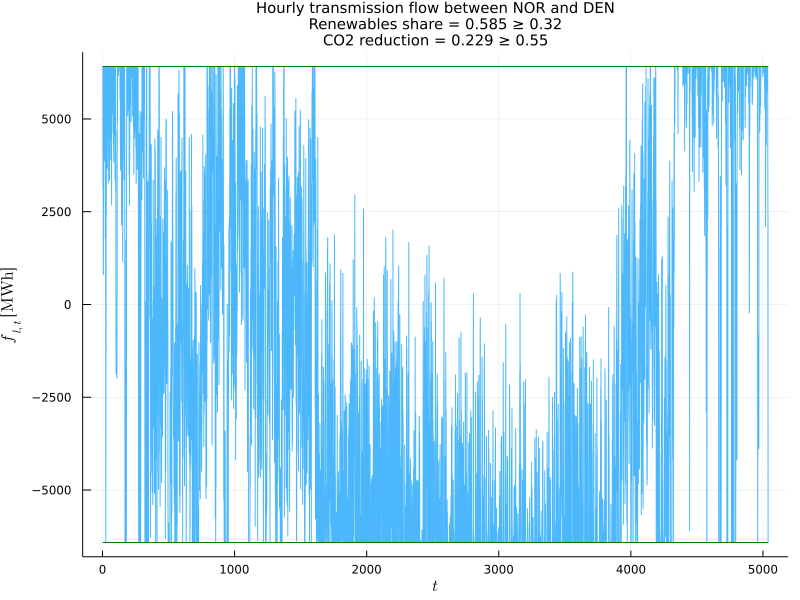 Hourly transmission flow between NOR and DEN
Renewables share = 0.585 ≥ 0.32
CO2 reduction = 0.229 ≥ 0.55
5000
2500
0
−2500
−5000
f_{l,t} [MWh]
0 1000 2000 3000 4000 5000
t